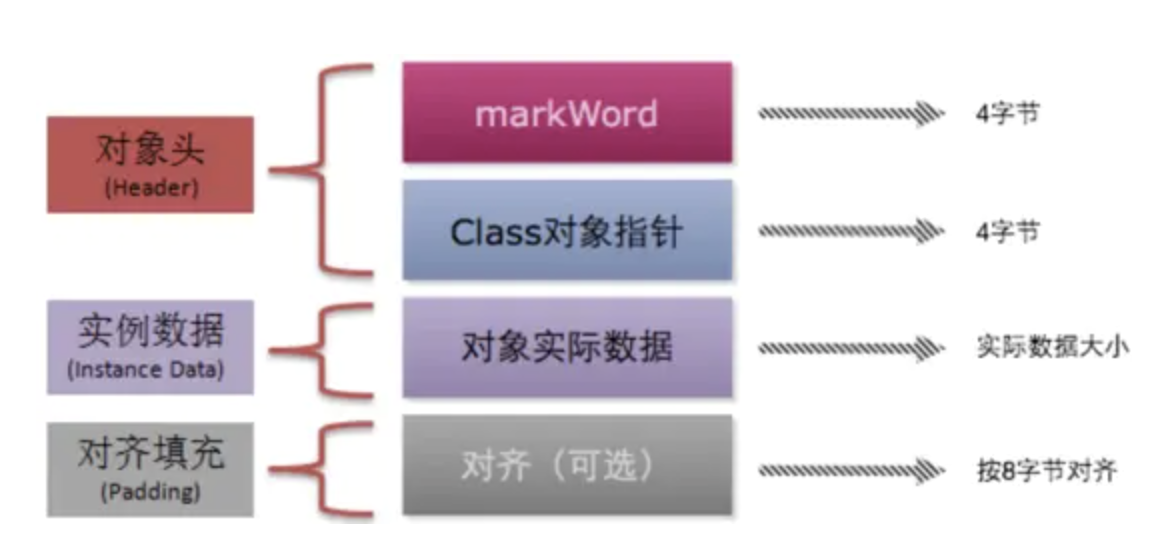 对象头
(Header)
markWord
4字节
Class对象指针
4字节
实例数据
(Instance Data)
对象实际数据
实际数据大小
对齐填充
(Padding)
对齐（可选）
按8字节对齐